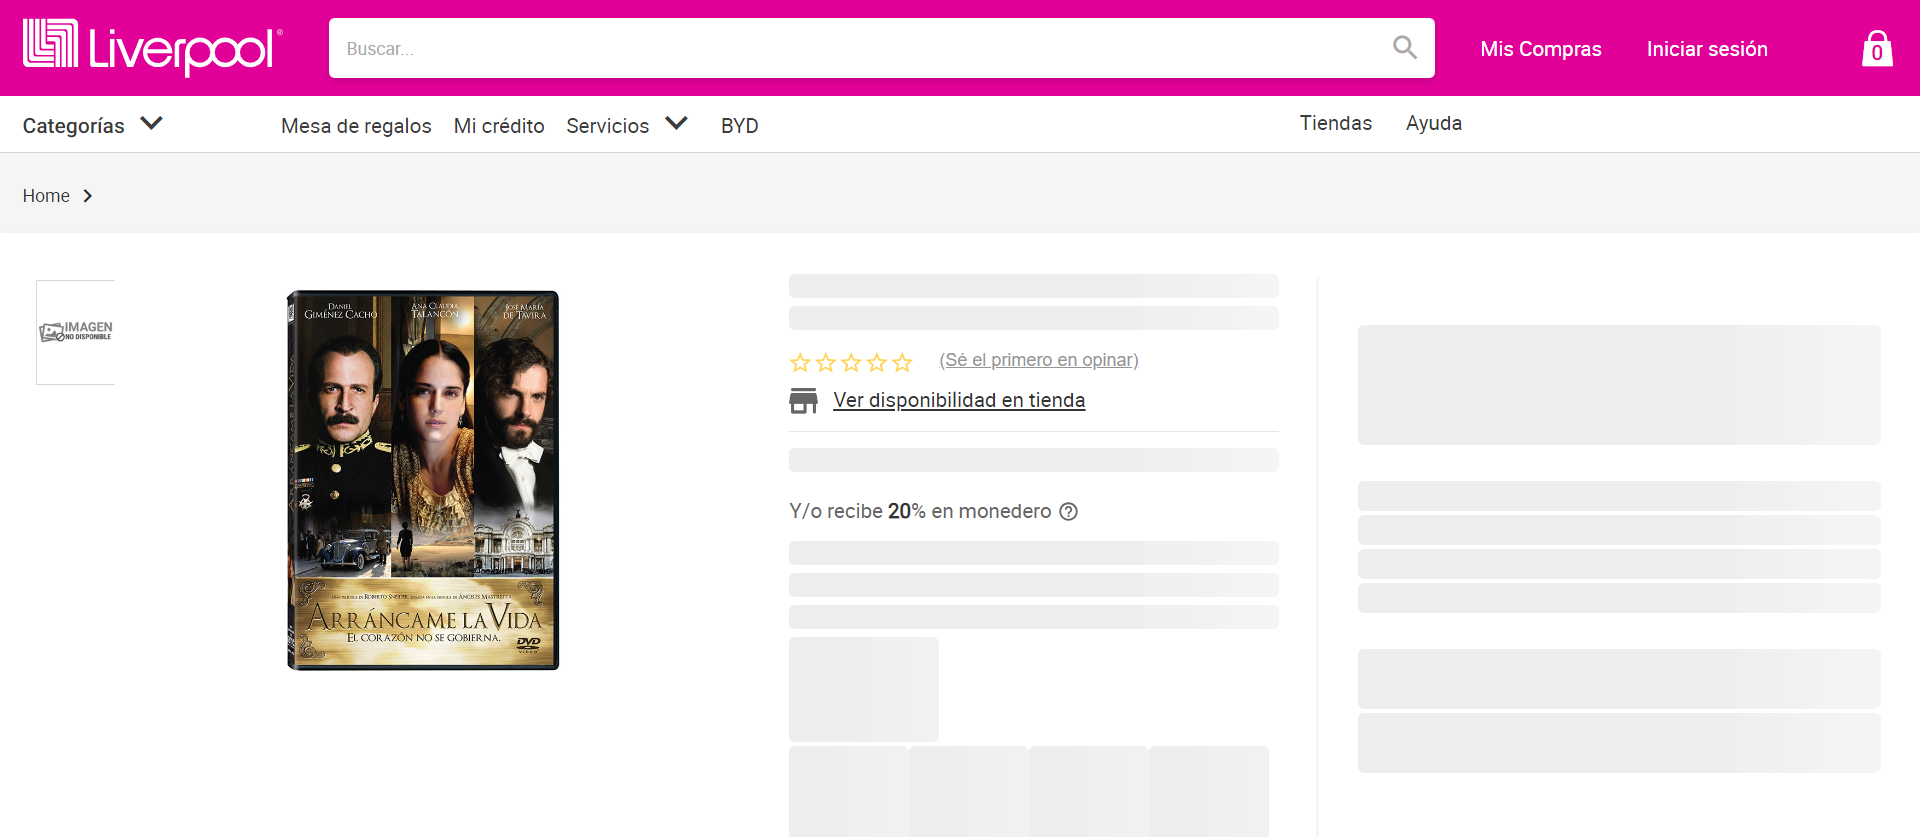 Liverpool®
Buscar...
Mis Compras
Iniciar sesión
0
Categorías
Mesa de regalos
Mi crédito
Servicios
BYD
Tiendas
Ayuda
Home
IMAGEN
NO DISPONIBLE
DANIEL
GIMÉNEZ CACHO
ANA CLAUDIA
TALANCÓN
JOSÉ MARÍA
DE TAVIRA
UNA PELÍCULA DE ROBERTO SNEIDER, BASADA EN LA NOVELA DE ÁNGELES MASTRETTA
ARRÁNCAME LA VIDA
EL CORAZÓN NO SE GOBIERNA.
DVD
VIDEO
(Sé el primero en opinar)
Ver disponibilidad en tienda
Y/o recibe 20% en monedero